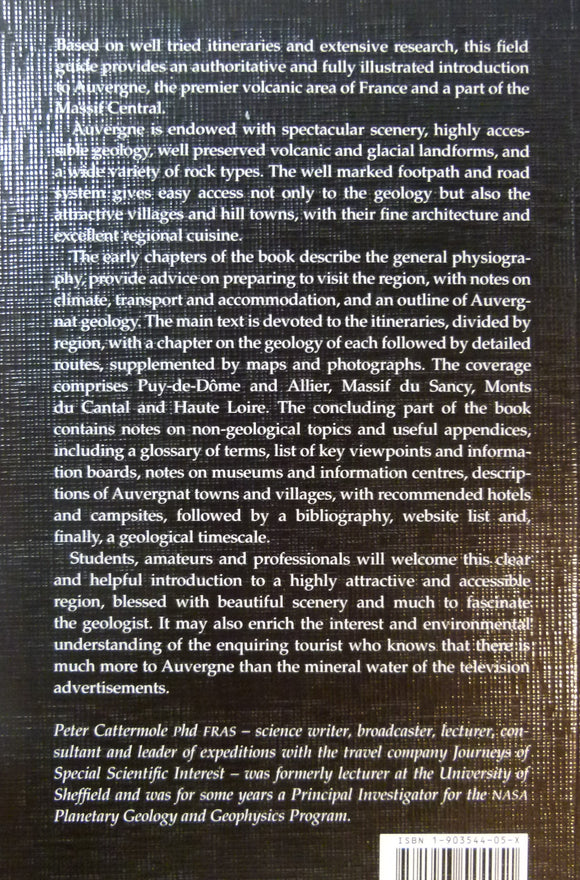 Based on well tried itineraries and extensive research, this field
guide provides an authoritative and fully illustrated introduction
to Auvergne, the premier volcanic area of France and a part of the
Massif Central.
Auvergne is endowed with spectacular scenery, highly acces-
sible geology, well preserved volcanic and glacial landforms, and
a wide variety of rock types. The well marked footpath and road
system gives easy access not only to the geology but also the
attractive villages and hill towns, with their fine architecture and
excellent regional cuisine.
The early chapters of the book describe the general physiogra-
phy, provide advice on preparing to visit the region, with notes on
climate, transport and accommodation, and an outline of Auverg-
nat geology. The main text is devoted to the itineraries, divided by
region, with a chapter on the geology of each followed by detailed
routes, supplemented by maps and photographs. The coverage
comprises Puy-de-Dôme and Allier, Massif du Sancy, Monts
du Cantal and Haute Loire. The concluding part of the book
contains notes on non-geological topics and useful appendices,
including a glossary of terms, list of key viewpoints and informa-
tion boards, notes on museums and information centres, descrip-
tions of Auvergnat towns and villages, with recommended hotels
and campsites, followed by a bibliography, website list and,
finally, a geological timescale.
Students, amateurs and professionals will welcome this clear
and helpful introduction to a highly attractive and accessible
region, blessed with beautiful scenery and much to fascinate
the geologist. It may also enrich the interest and environmental
understanding of the enquiring tourist who knows that there is
much more to Auvergne than the mineral water of the television
advertisements.
Peter Cattermole Phd FRAS – science writer, broadcaster, lecturer, con-
sultant and leader of expeditions with the travel company Journeys of
Special Scientific Interest – was formerly lecturer at the University of
Sheffield and was for some years a Principal Investigator for the NASA
Planetary Geology and Geophysics Program.
ISBN 1-903544-05-X